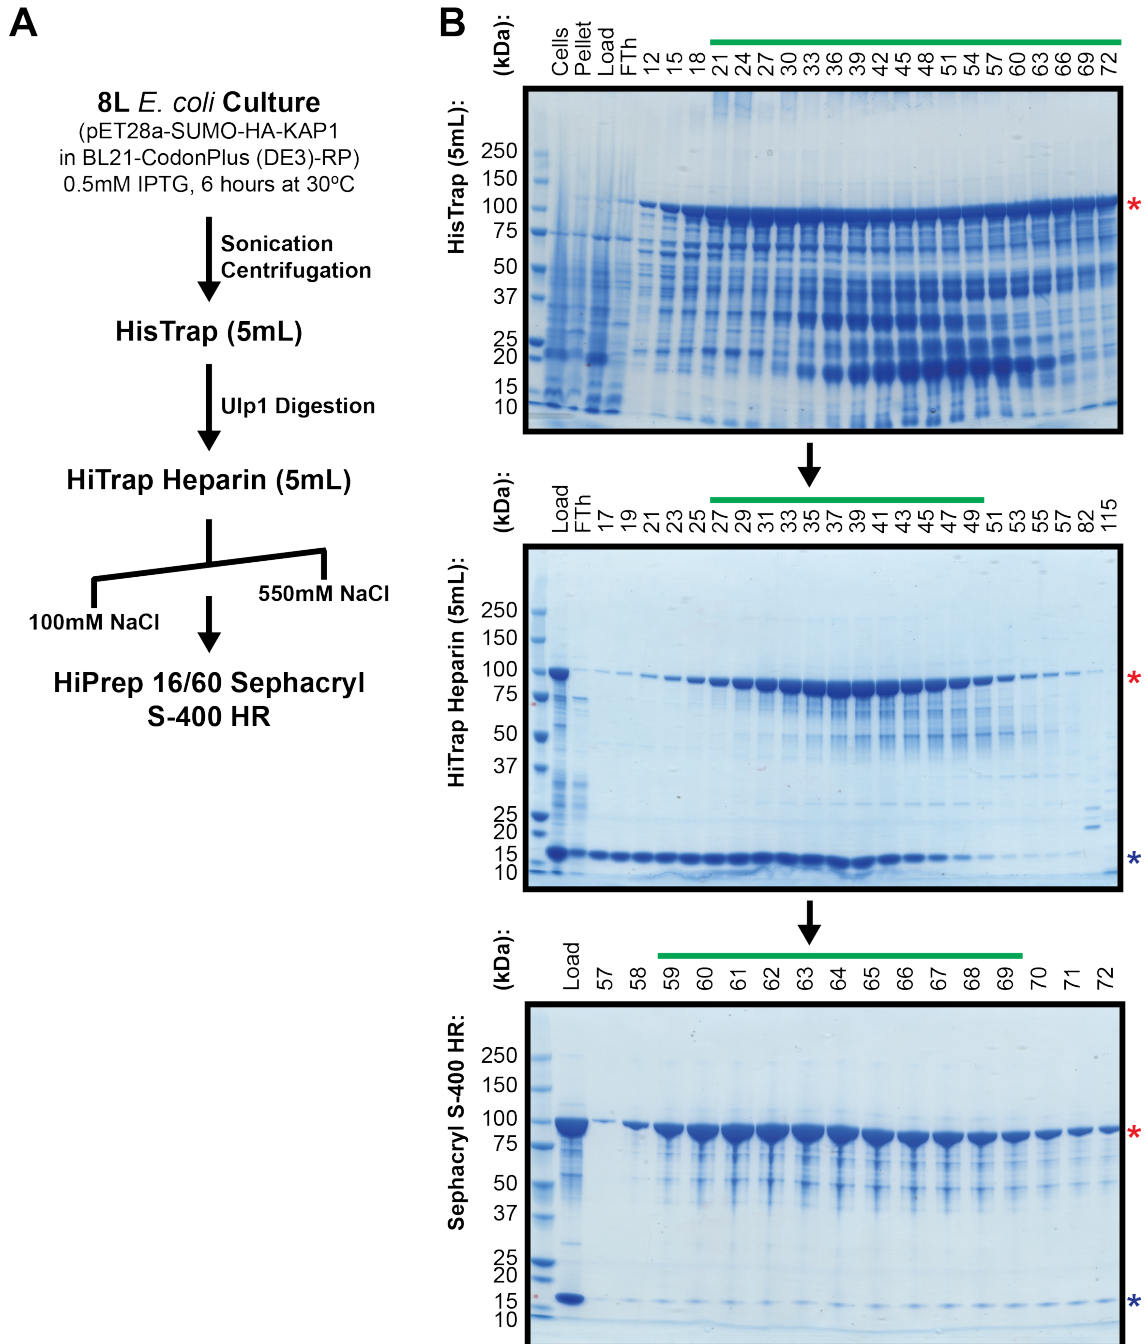 A
8L E. coli Culture
(pET28a-SUMO-HA-KAP1
in BL21-CodonPlus (DE3)-RP)
0.5mM IPTG, 6 hours at 30ºC
Sonication
Centrifugation
HisTrap (5mL)
Ulp1 Digestion
HiTrap Heparin (5mL)
100mM NaCl
550mM NaCl
HiPrep 16/60 Sephacryl
S-400 HR
B
HisTrap (5mL):
(kDa):
Cells Pellet Load FTh 12 15 18 21 24 27 30 33 36 39 42 45 48 51 54 57 60 63 66 69 72
250
150
100
*
75
50
37
25
20
15
10
HiTrap Heparin (5mL):
(kDa):
Load FTh 17 19 21 23 25 27 29 31 33 35 37 39 41 43 45 47 49 51 53 55 57 82 115
250
150
100
*
75
50
37
25
20
15
*
10
Sephacryl S-400 HR:
(kDa):
Load 57 58 59 60 61 62 63 64 65 66 67 68 69 70 71 72
250
150
100
*
75
50
37
25
20
15
*
10